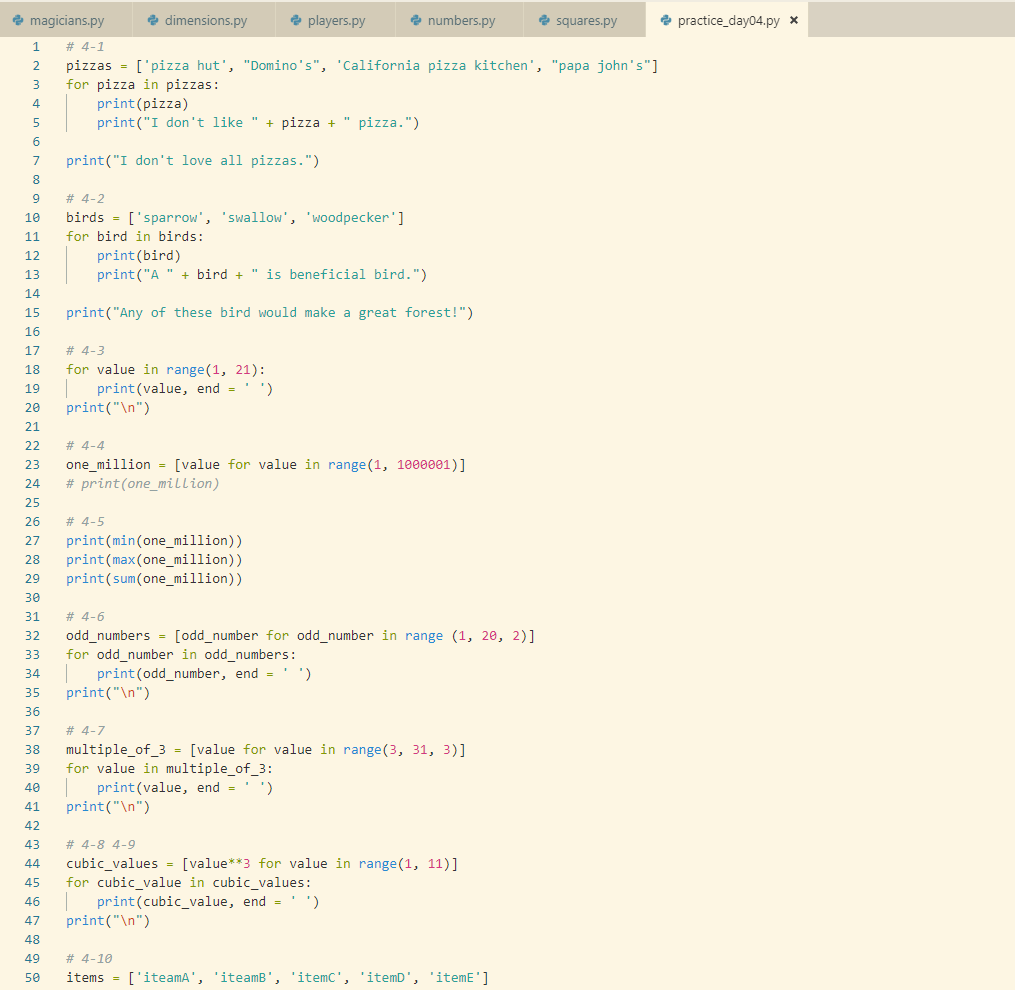 magicians.py dimensions.py players.py numbers.py squares.py practice_day04.py ×
1 # 4-1
2 pizzas = ['pizza hut', "Domino's", 'California pizza kitchen', "papa john's"]
3 for pizza in pizzas:
4     print(pizza)
5     print("I don't like " + pizza + " pizza.")
6
7 print("I don't love all pizzas.")
8
9 # 4-2
10 birds = ['sparrow', 'swallow', 'woodpecker']
11 for bird in birds:
12     print(bird)
13     print("A " + bird + " is beneficial bird.")
14
15 print("Any of these bird would make a great forest!")
16
17 # 4-3
18 for value in range(1, 21):
19     print(value, end = ' ')
20 print("\n")
21
22 # 4-4
23 one_million = [value for value in range(1, 1000001)]
24 # print(one_million)
25
26 # 4-5
27 print(min(one_million))
28 print(max(one_million))
29 print(sum(one_million))
30
31 # 4-6
32 odd_numbers = [odd_number for odd_number in range (1, 20, 2)]
33 for odd_number in odd_numbers:
34     print(odd_number, end = ' ')
35 print("\n")
36
37 # 4-7
38 multiple_of_3 = [value for value in range(3, 31, 3)]
39 for value in multiple_of_3:
40     print(value, end = ' ')
41 print("\n")
42
43 # 4-8 4-9
44 cubic_values = [value**3 for value in range(1, 11)]
45 for cubic_value in cubic_values:
46     print(cubic_value, end = ' ')
47 print("\n")
48
49 # 4-10
50 items = ['iteamA', 'iteamB', 'itemC', 'itemD', 'itemE']